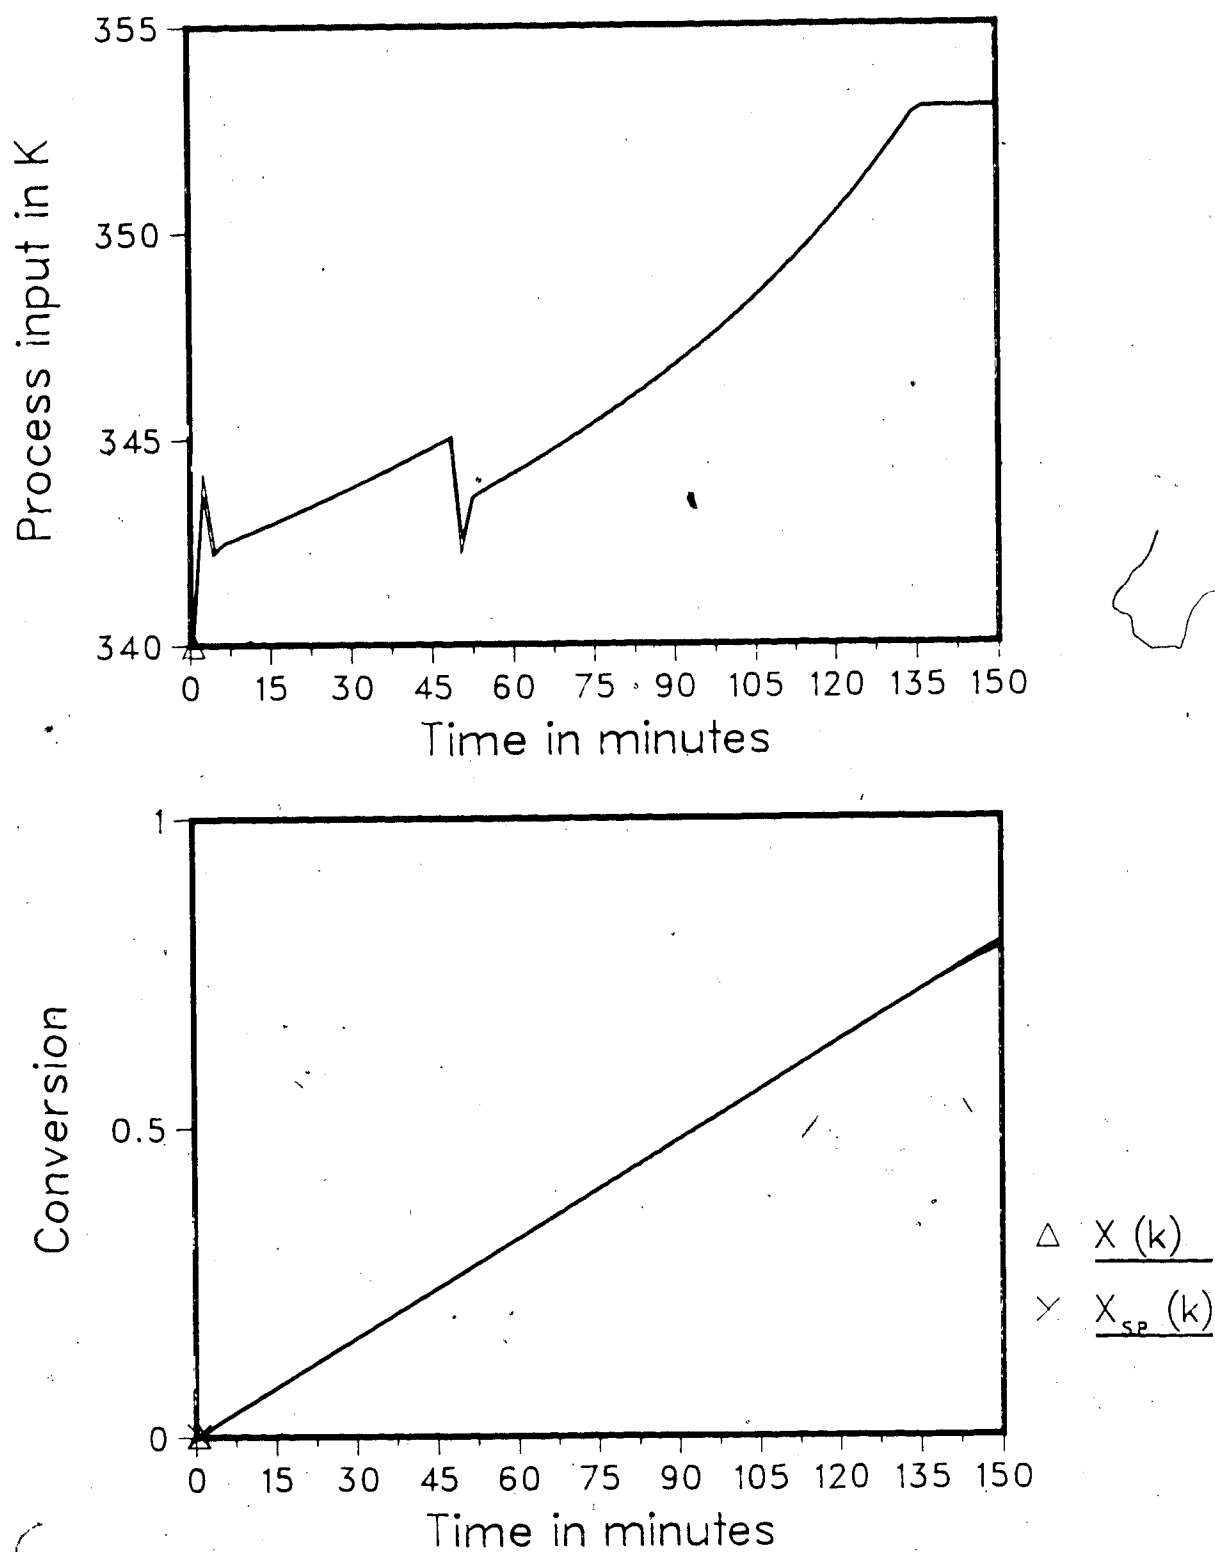 355
350
345
340
Process input in K
0 15 30 45 60 75 90 105 120 135 150
Time in minutes
1
0.5
0
Conversion
0 15 30 45 60 75 90 105 120 135 150
Time in minutes
△ X (k)
X X_sp (k)